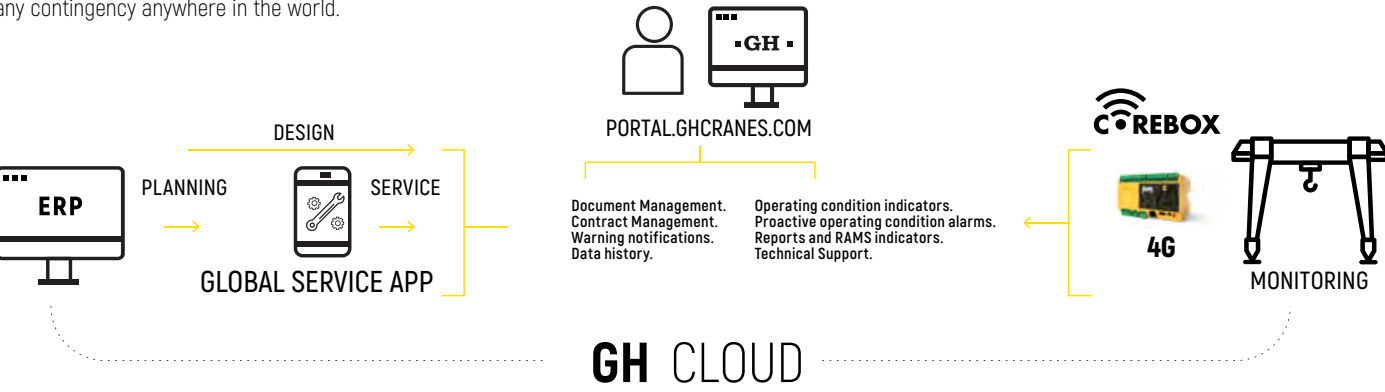 any contingency anywhere in the world.
GH
PORTAL.GHCRANES.COM
DESIGN
ERP
PLANNING
SERVICE
GLOBAL SERVICE APP
Document Management.
Contract Management.
Warning notifications.
Data history.
Operating condition indicators.
Proactive operating condition alarms.
Reports and RAMS indicators.
Technical Support.
COREBOX
4G
MONITORING
GH CLOUD